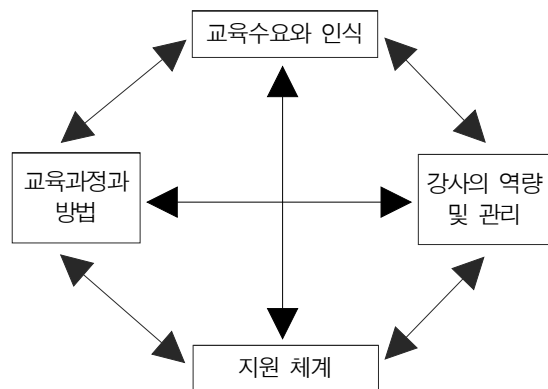 교육수요와 인식
교육과정과
방법
강사의 역량
및 관리
지원 체계